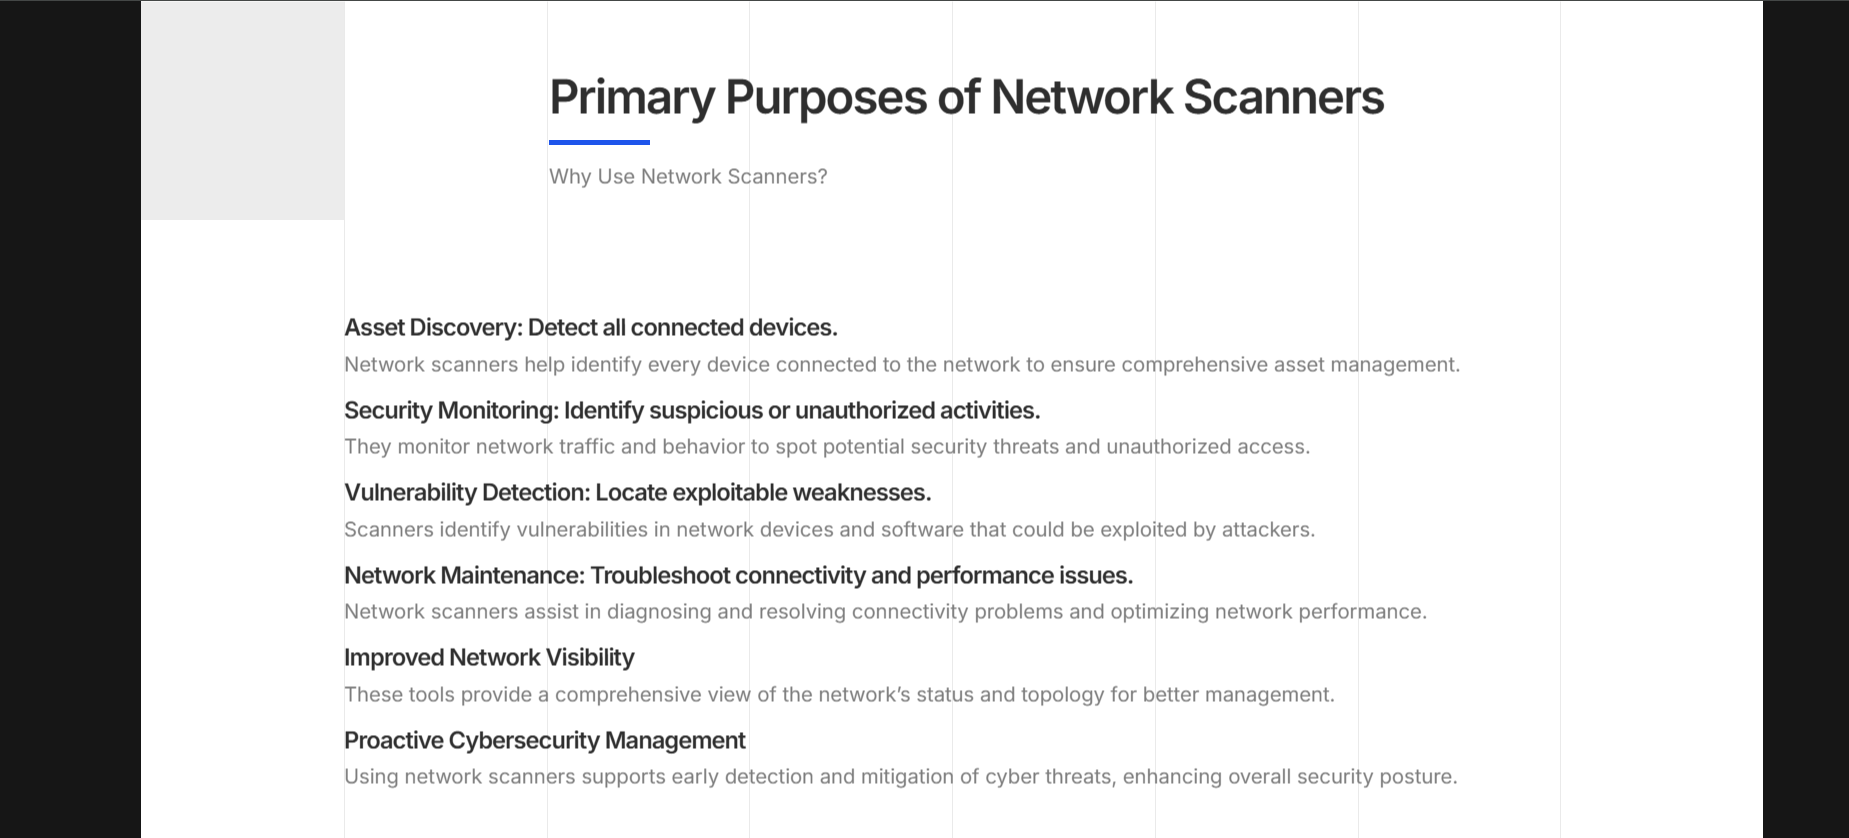 Primary Purposes of Network Scanners
Why Use Network Scanners?
Asset Discovery: Detect all connected devices.
Network scanners help identify every device connected to the network to ensure comprehensive asset management.
Security Monitoring: Identify suspicious or unauthorized activities.
They monitor network traffic and behavior to spot potential security threats and unauthorized access.
Vulnerability Detection: Locate exploitable weaknesses.
Scanners identify vulnerabilities in network devices and software that could be exploited by attackers.
Network Maintenance: Troubleshoot connectivity and performance issues.
Network scanners assist in diagnosing and resolving connectivity problems and optimizing network performance.
Improved Network Visibility
These tools provide a comprehensive view of the network’s status and topology for better management.
Proactive Cybersecurity Management
Using network scanners supports early detection and mitigation of cyber threats, enhancing overall security posture.